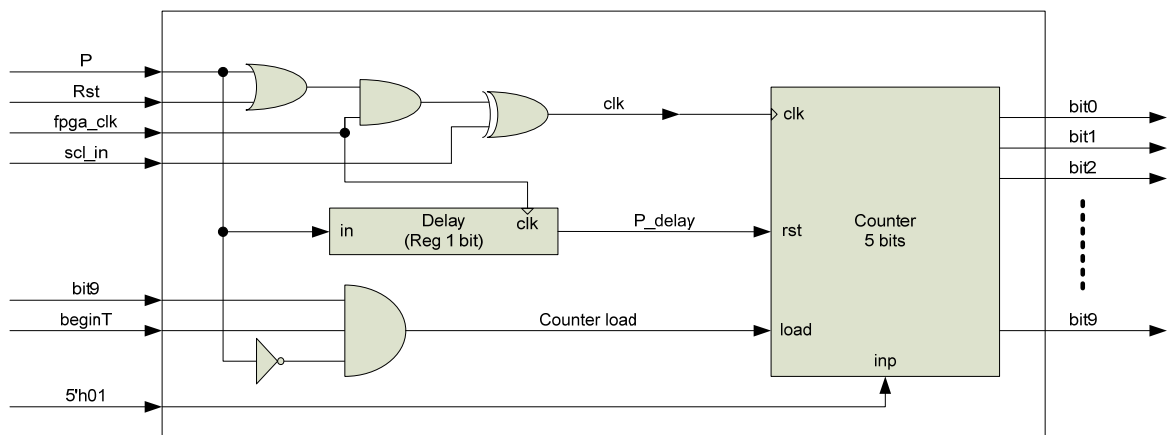 P
Rst
fpga_clk
scl_in
clk
clk
bit0
bit1
bit2
Delay
(Reg 1 bit)
in
clk
P_delay
rst
Counter
5 bits
bit9
beginT
Counter load
load
bit9
inp
5'h01